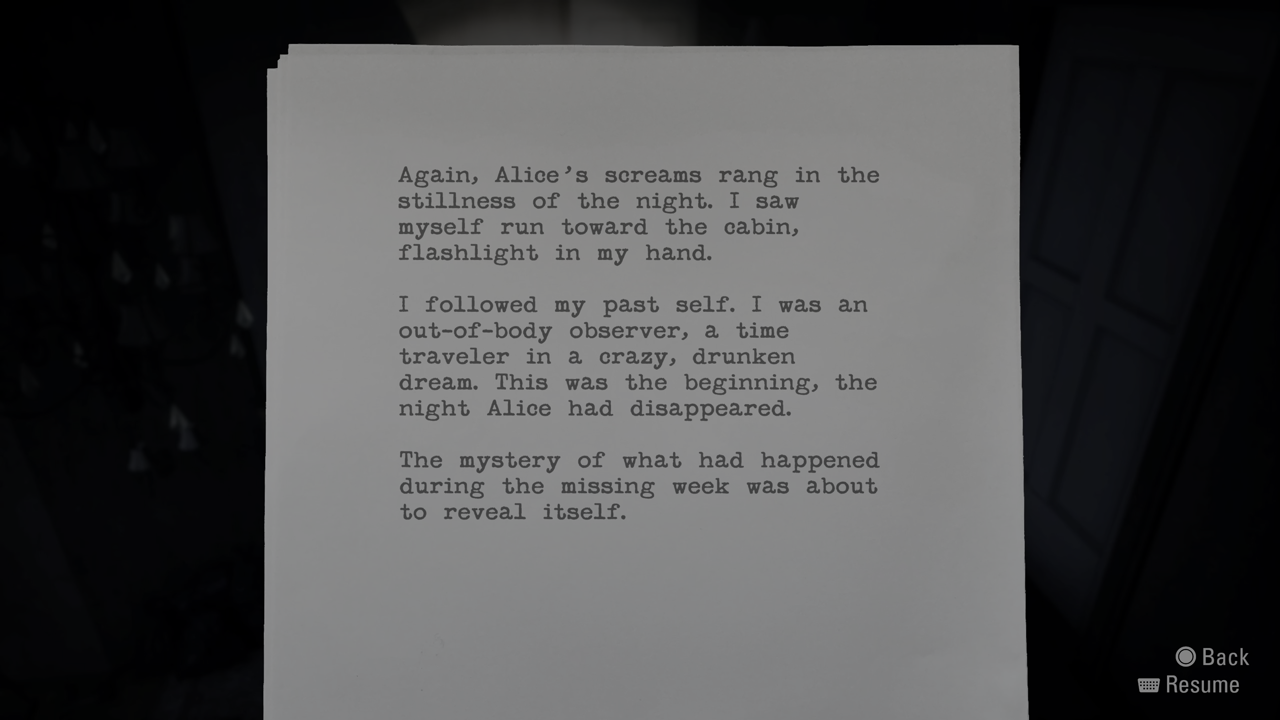 Again, Alice's screams rang in the
stillness of the night. I saw
myself run toward the cabin,
flashlight in my hand.
I followed my past self. I was an
out-of-body observer, a time
traveler in a crazy, drunken
dream. This was the beginning, the
night Alice had disappeared.
The mystery of what had happened
during the missing week was about
to reveal itself.
Back
Resume